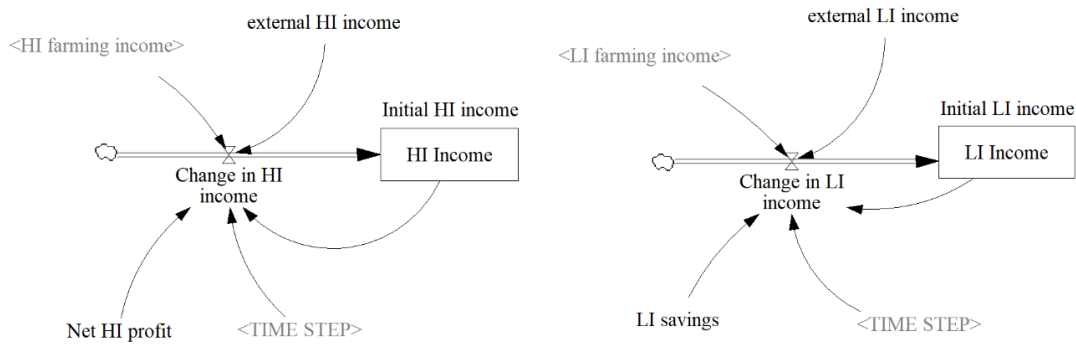 external HI income
<HI farming income>
Initial HI income
HI Income
Change in HI
income
Net HI profit
<TIME STEP>
external LI income
<LI farming income>
Initial LI income
LI Income
Change in LI
income
LI savings
<TIME STEP>